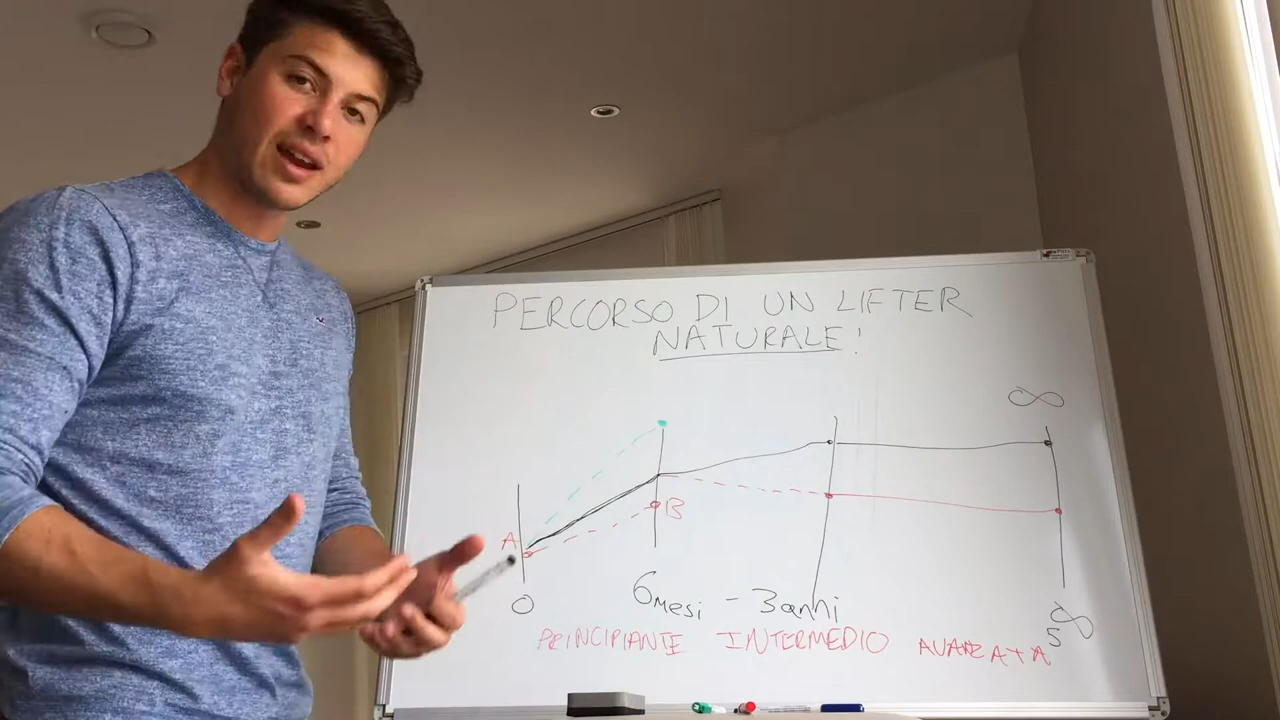 PERCORSO DI UN LIFTER
NATURALE!
∞
A
B
0
6 mesi - 3 anni
5 ∞
PRINCIPIANTE INTERMEDIO AVANZATA